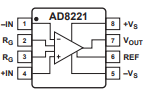 AD8221
–IN 1 8 +VS
RG 2 7 VOUT
RG 3 6 REF
+IN 4 5 –VS